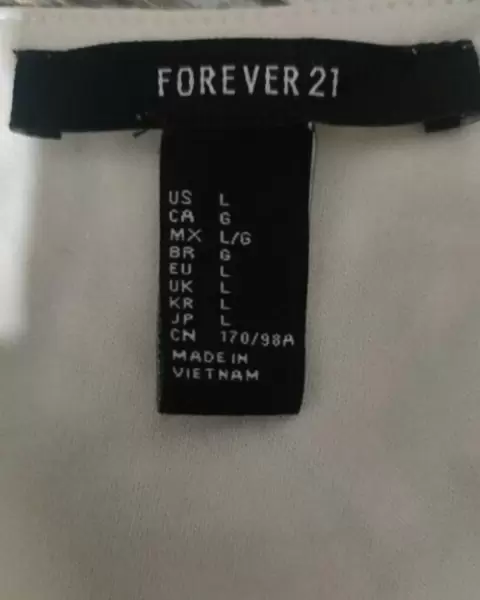 FOREVER 21
US L
CA G
MX L/G
BR G
EU L
UK L
KR L
JP L
CN 170/98A
MADE IN
VIETNAM